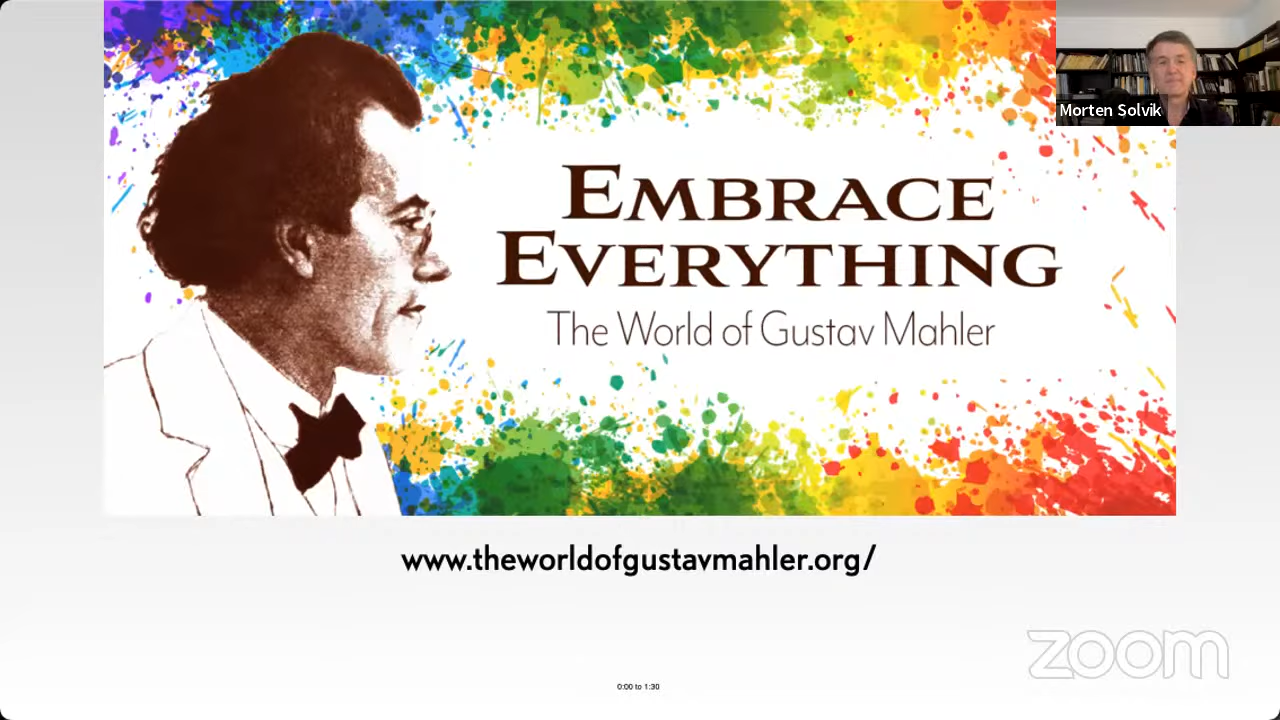 Morten Solvik
EMBRACE
EVERYTHING
The World of Gustav Mahler
www.theworldofgustavmahler.org/
zoom
0:00 to 1:30